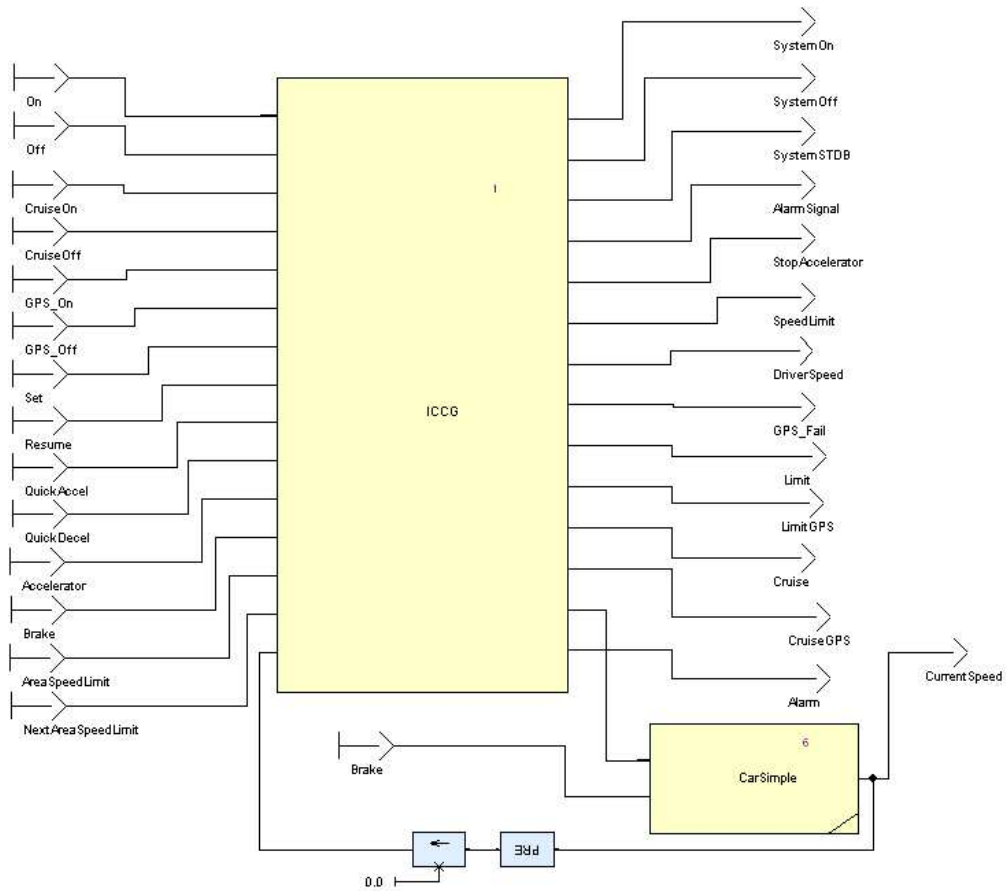 SystemOn
On
SystemOff
Off
SystemSTDB
1
CruiseOn
AlarmSignal
CruiseOff
StopAccelerator
GPS_On
SpeedLimit
GPS_Off
DriverSpeed
Set
ICCG
GPS_Fail
Resume
Limit
QuickAccel
LimitGPS
QuickDecel
Cruise
Accelerator
Brake
CruiseGPS
AreaSpeedLimit
CurrentSpeed
Alarm
NextAreaSpeedLimit
6
Brake
CarSimple
PRE
0.0